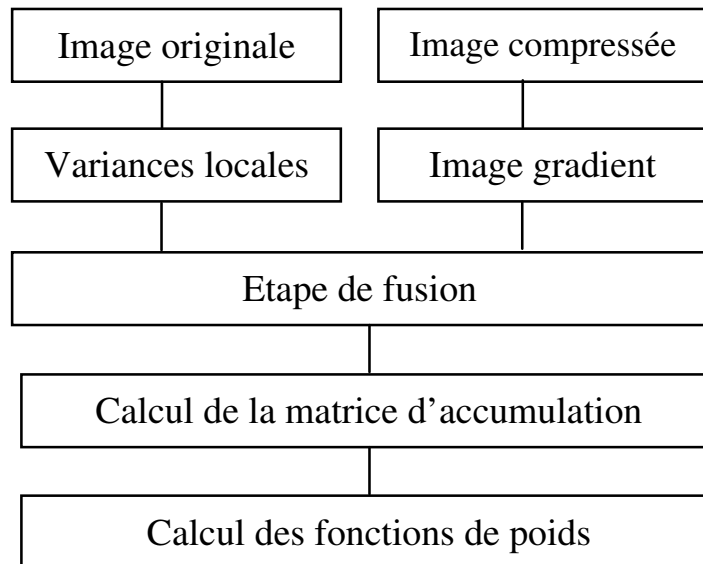 Image originale
Image compressée
Variances locales
Image gradient
Etape de fusion
Calcul de la matrice d’accumulation
Calcul des fonctions de poids